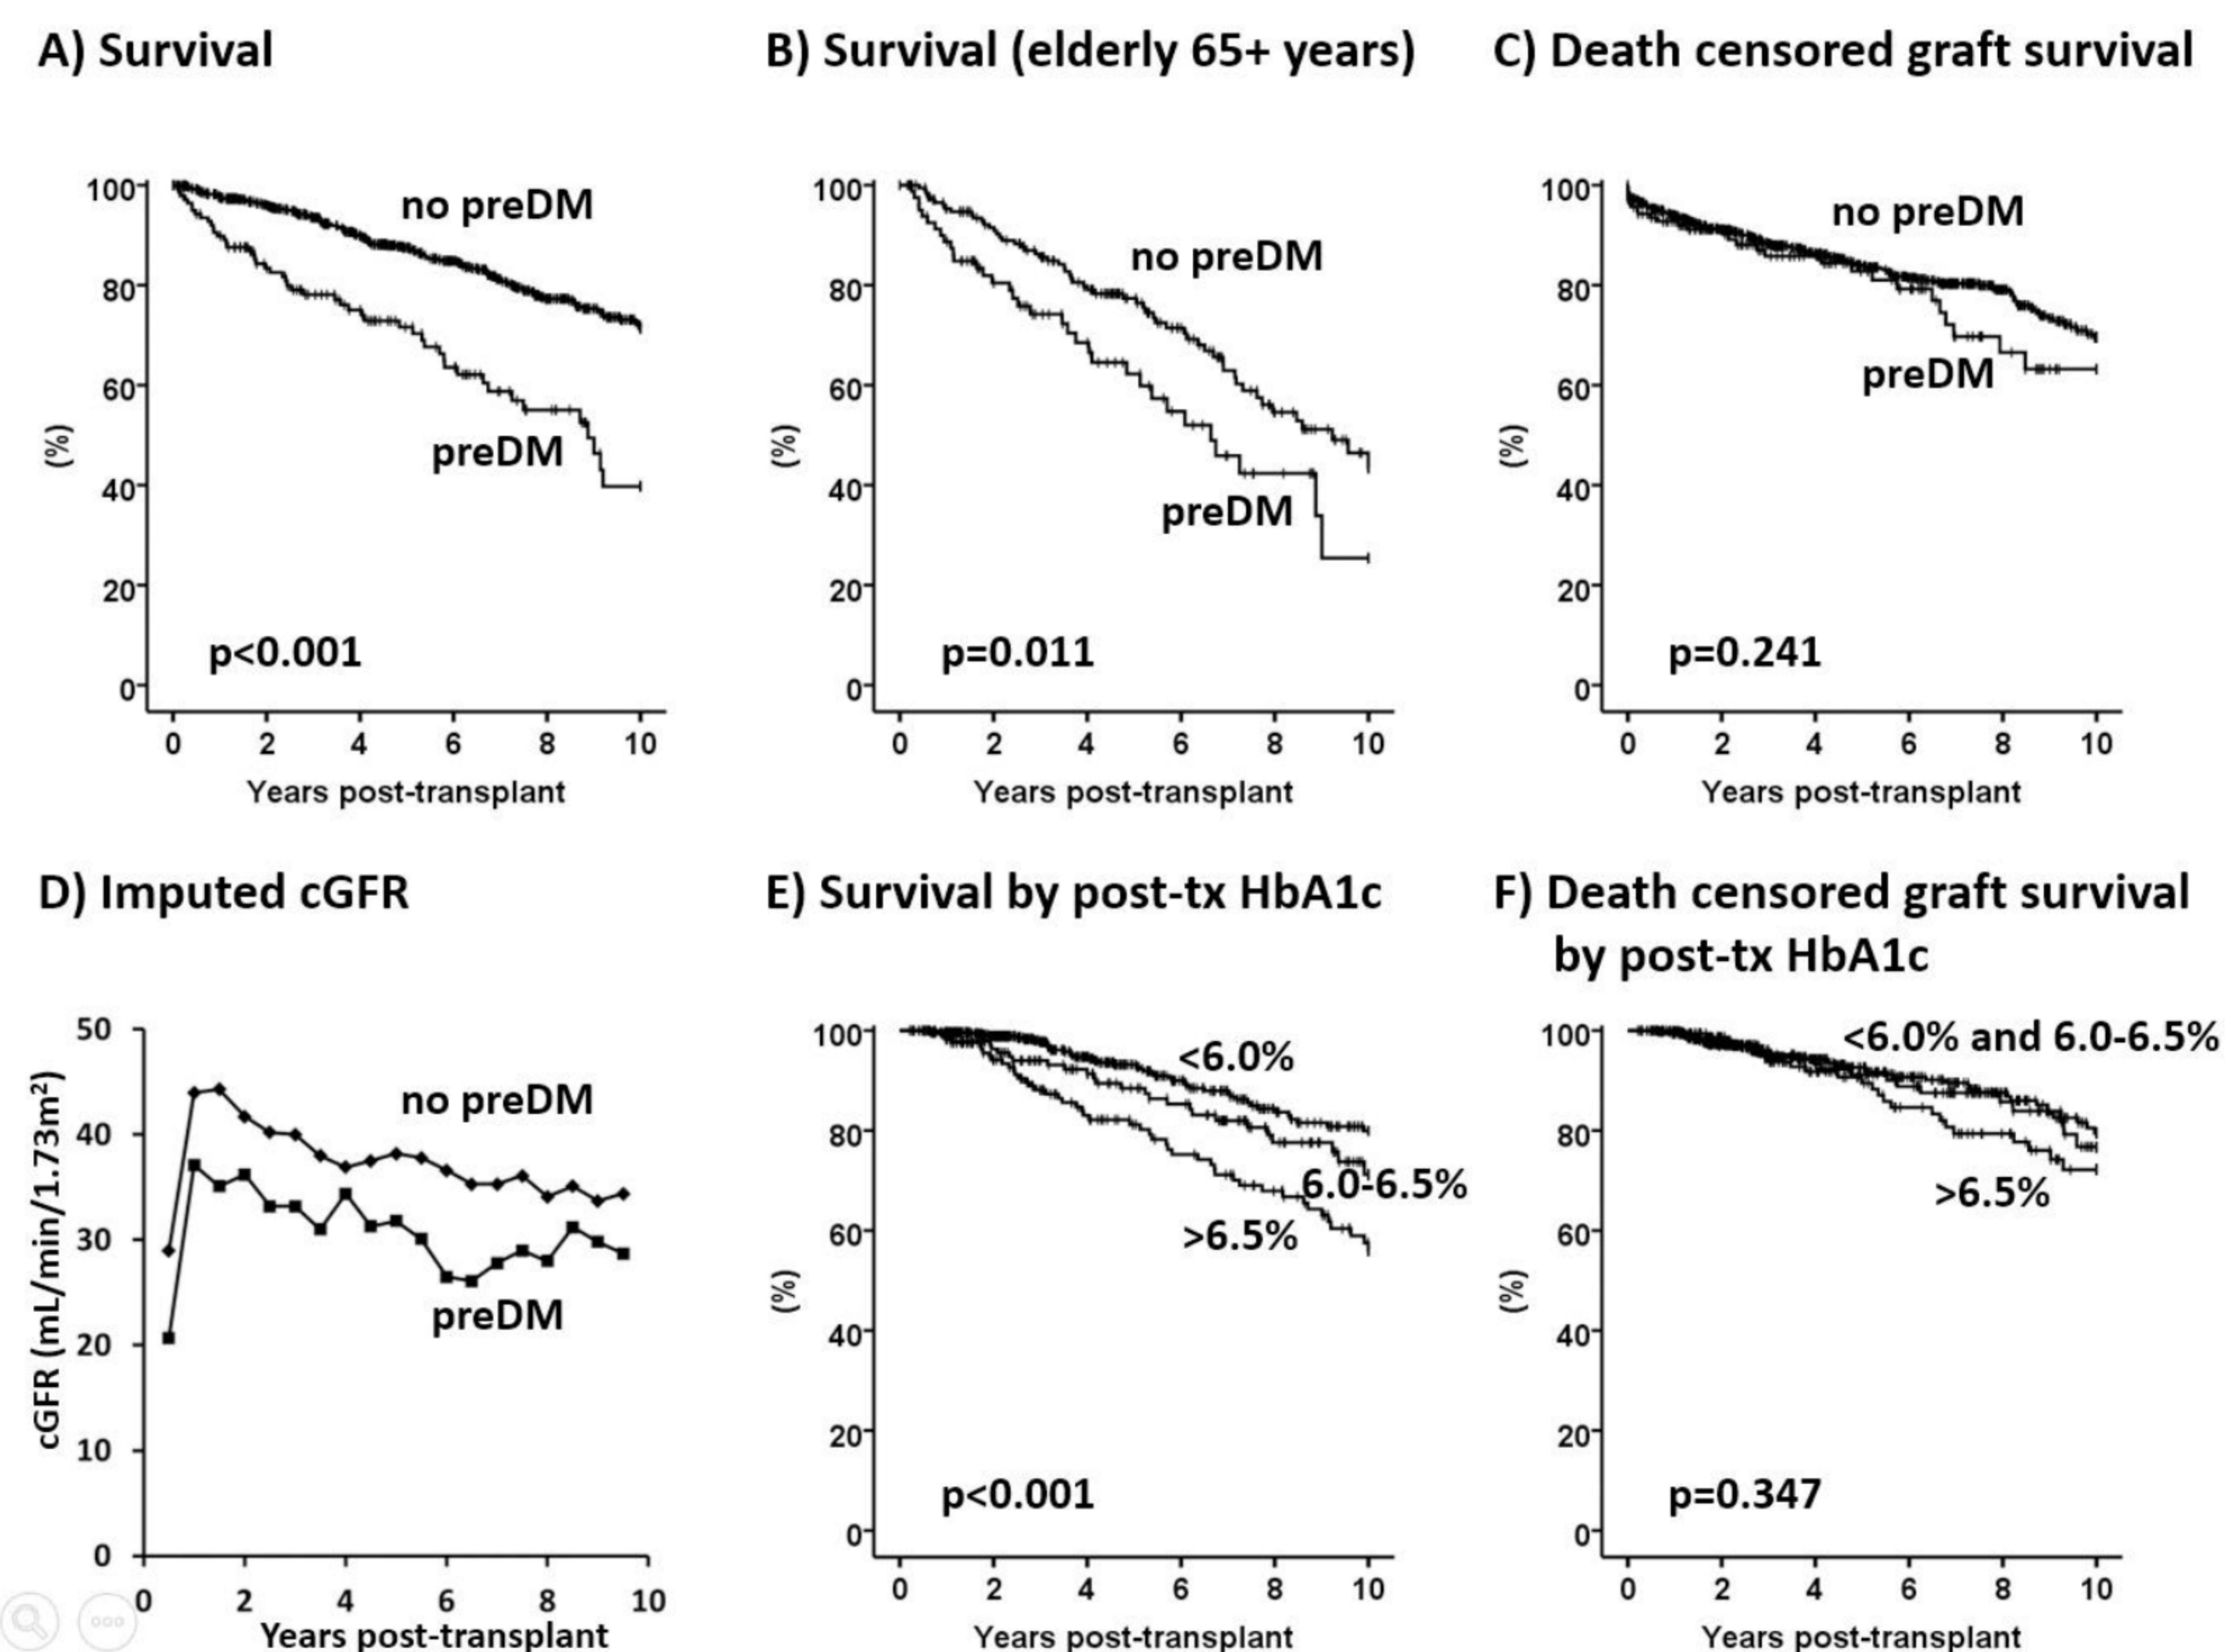 A) Survival
100
80
60
40
20
0
(%)
no preDM
preDM
p<0.001
0 2 4 6 8 10
Years post-transplant
B) Survival (elderly 65+ years)
100
80
60
40
20
0
(%)
no preDM
preDM
p=0.011
0 2 4 6 8 10
Years post-transplant
C) Death censored graft survival
100
80
60
40
20
0
(%)
no preDM
preDM
p=0.241
0 2 4 6 8 10
Years post-transplant
D) Imputed cGFR
50
40
30
20
10
0
cGFR (mL/min/1.73m²)
no preDM
preDM
0 2 4 6 8 10
Years post-transplant
E) Survival by post-tx HbA1c
100
80
60
40
20
0
(%)
<6.0%
6.0-6.5%
>6.5%
p<0.001
0 2 4 6 8 10
Years post-transplant
F) Death censored graft survival
by post-tx HbA1c
100
80
60
40
20
0
(%)
<6.0% and 6.0-6.5%
>6.5%
p=0.347
0 2 4 6 8 10
Years post-transplant